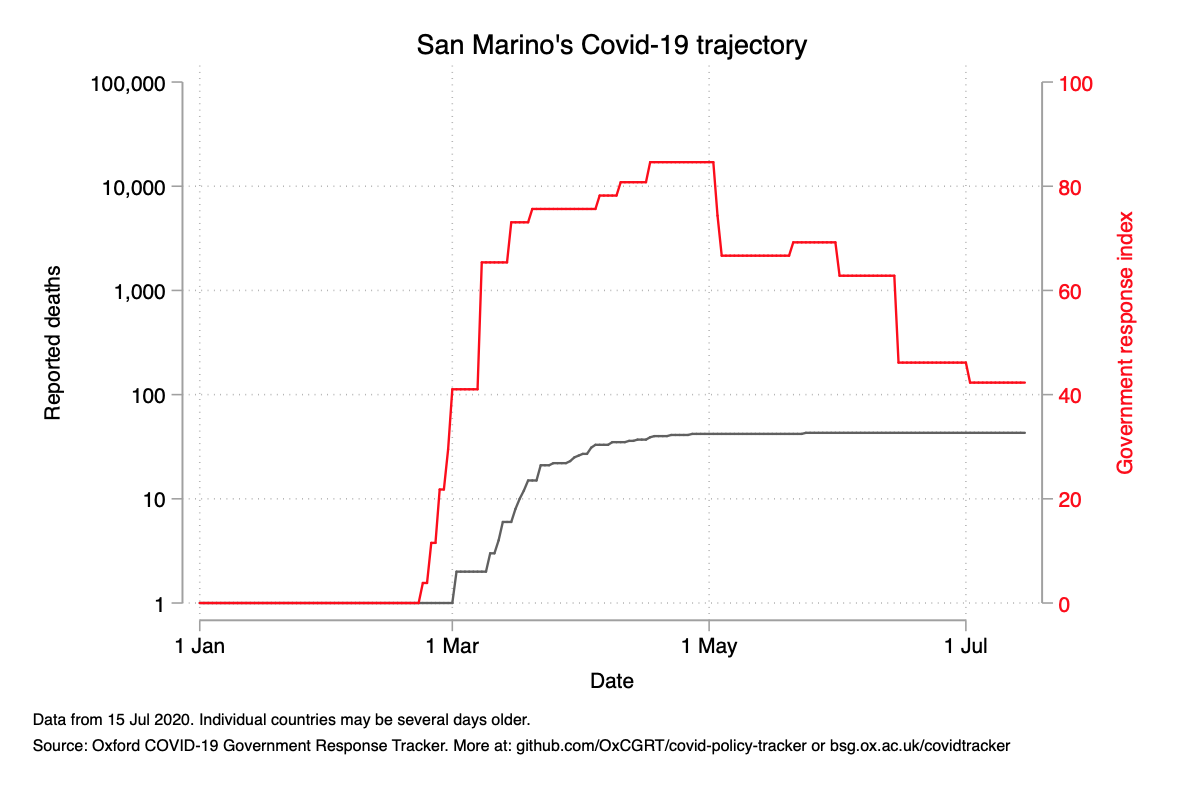 San Marino's Covid-19 trajectory
100,000
10,000
1,000
100
10
1
Reported deaths
100
80
60
40
20
0
Government response index
1 Jan
1 Mar
1 May
1 Jul
Date
Data from 15 Jul 2020. Individual countries may be several days older.
Source: Oxford COVID-19 Government Response Tracker. More at: github.com/OxCGRT/covid-policy-tracker or bsg.ox.ac.uk/covidtracker